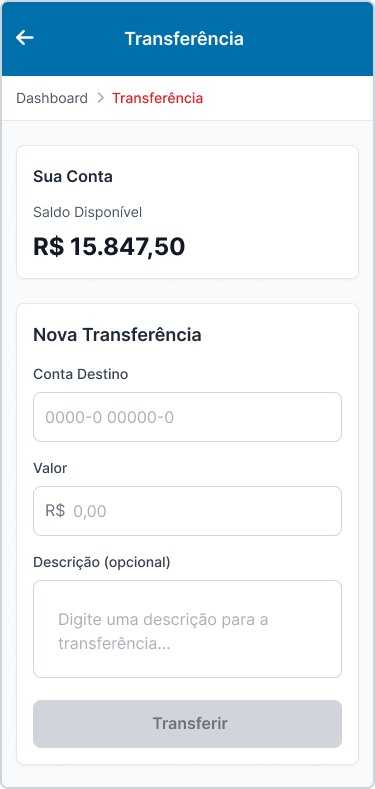 Transferência
Dashboard > Transferência
Sua Conta
Saldo Disponível
R$ 15.847,50
Nova Transferência
Conta Destino
0000-0 00000-0
Valor
R$ 0,00
Descrição (opcional)
Digite uma descrição para a
transferência...
Transferir